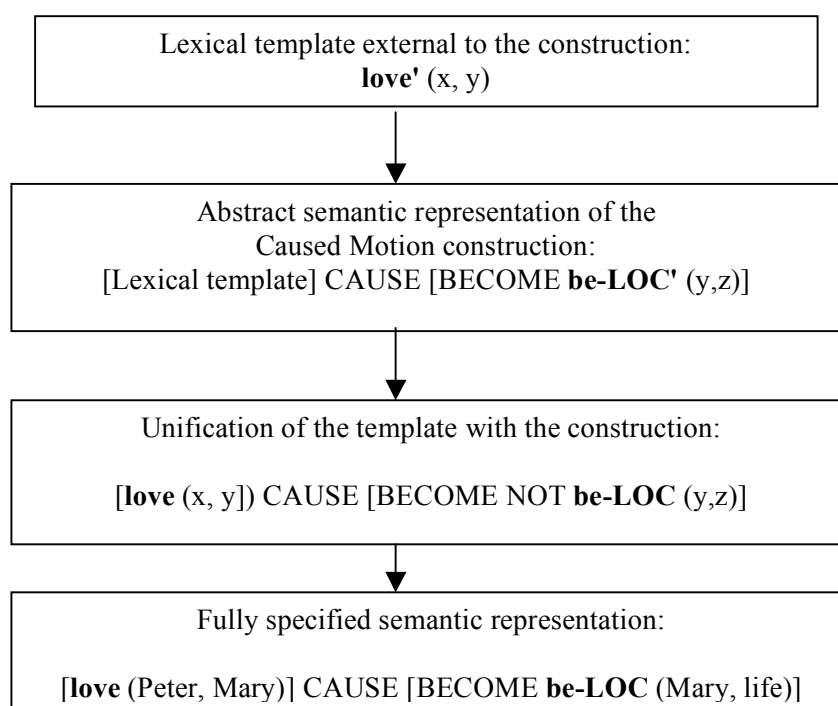 Lexical template external to the construction:
love' (x, y)
Abstract semantic representation of the
Caused Motion construction:
[Lexical template] CAUSE [BECOME be-LOC' (y,z)]
Unification of the template with the construction:
[love (x, y]) CAUSE [BECOME NOT be-LOC (y,z)]
Fully specified semantic representation:
[love (Peter, Mary)] CAUSE [BECOME be-LOC (Mary, life)]